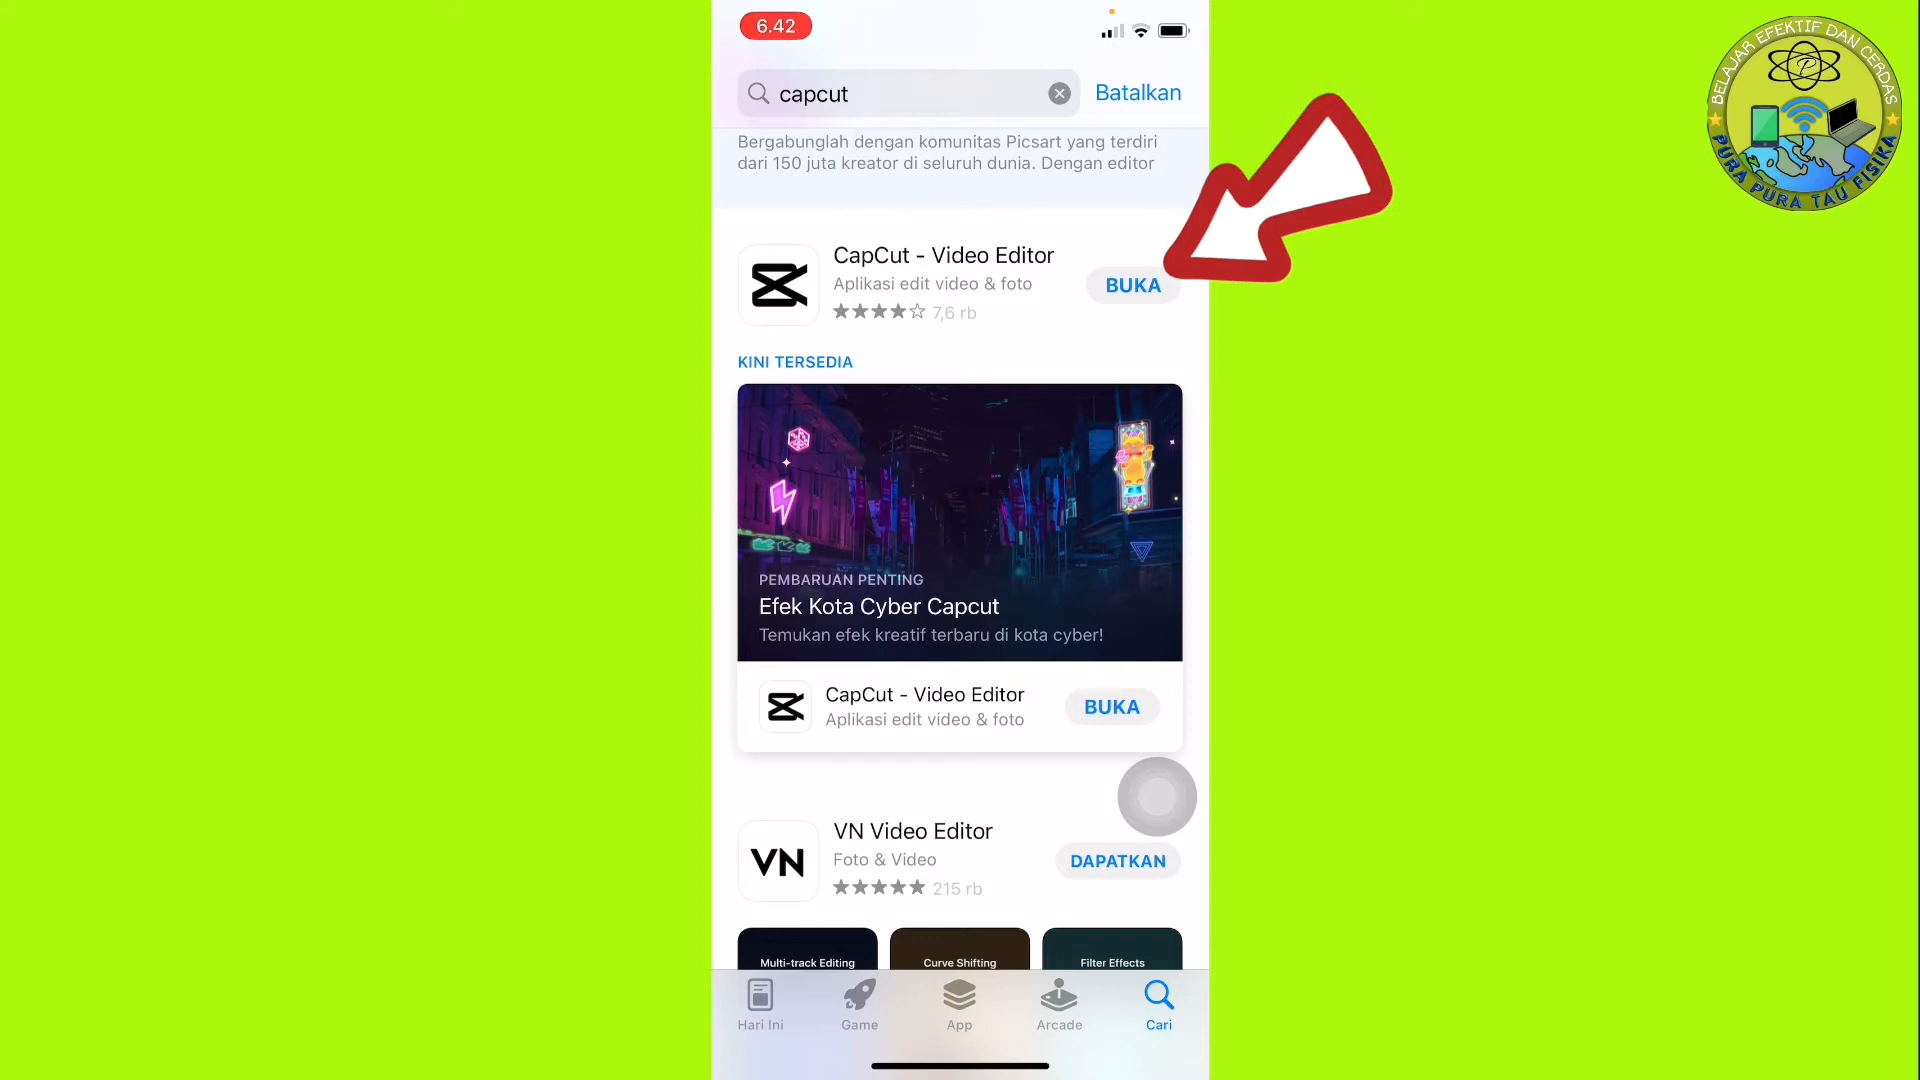 6.42
capcut
Batalkan
Bergabunglah dengan komunitas Picsart yang terdiri
dari 150 juta kreator di seluruh dunia. Dengan editor
CapCut - Video Editor
Aplikasi edit video & foto
7,6 rb
BUKA
KINI TERSEDIA
PEMBARUAN PENTING
Efek Kota Cyber Capcut
Temukan efek kreatif terbaru di kota cyber!
CapCut - Video Editor
Aplikasi edit video & foto
BUKA
VN
VN Video Editor
Foto & Video
215 rb
DAPATKAN
Multi-track Editing
Curve Shifting
Filter Effects
Hari Ini
Game
App
Arcade
Cari
BELAJAR EFEKTIF DAN CERDAS
P
PURA PURA TAU FISIKA